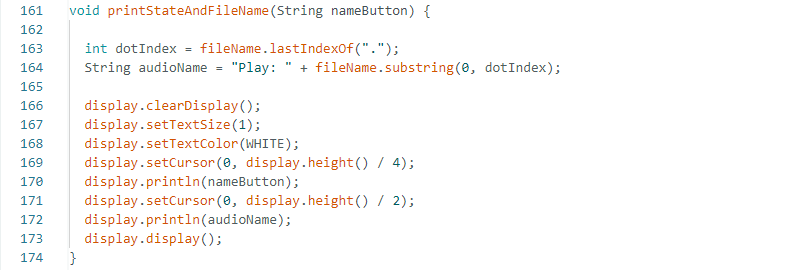 161 void printStateAndFileName(String nameButton) {
162
163 int dotIndex = fileName.lastIndexOf(".");
164 String audioName = "Play: " + fileName.substring(0, dotIndex);
165
166 display.clearDisplay();
167 display.setTextSize(1);
168 display.setTextColor(WHITE);
169 display.setCursor(0, display.height() / 4);
170 display.println(nameButton);
171 display.setCursor(0, display.height() / 2);
172 display.println(audioName);
173 display.display();
174 }